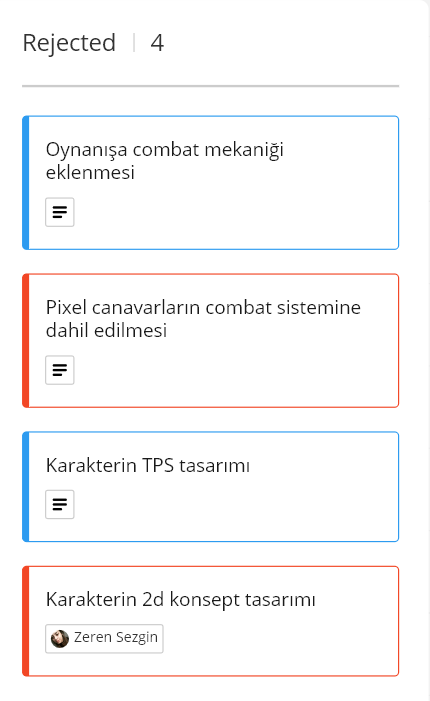 Rejected 4
Oynanışa combat mekaniği
eklenmesi
Pixel canavarların combat sistemine
dahil edilmesi
Karakterin TPS tasarımı
Karakterin 2d konsept tasarımı
Zeren Sezgin